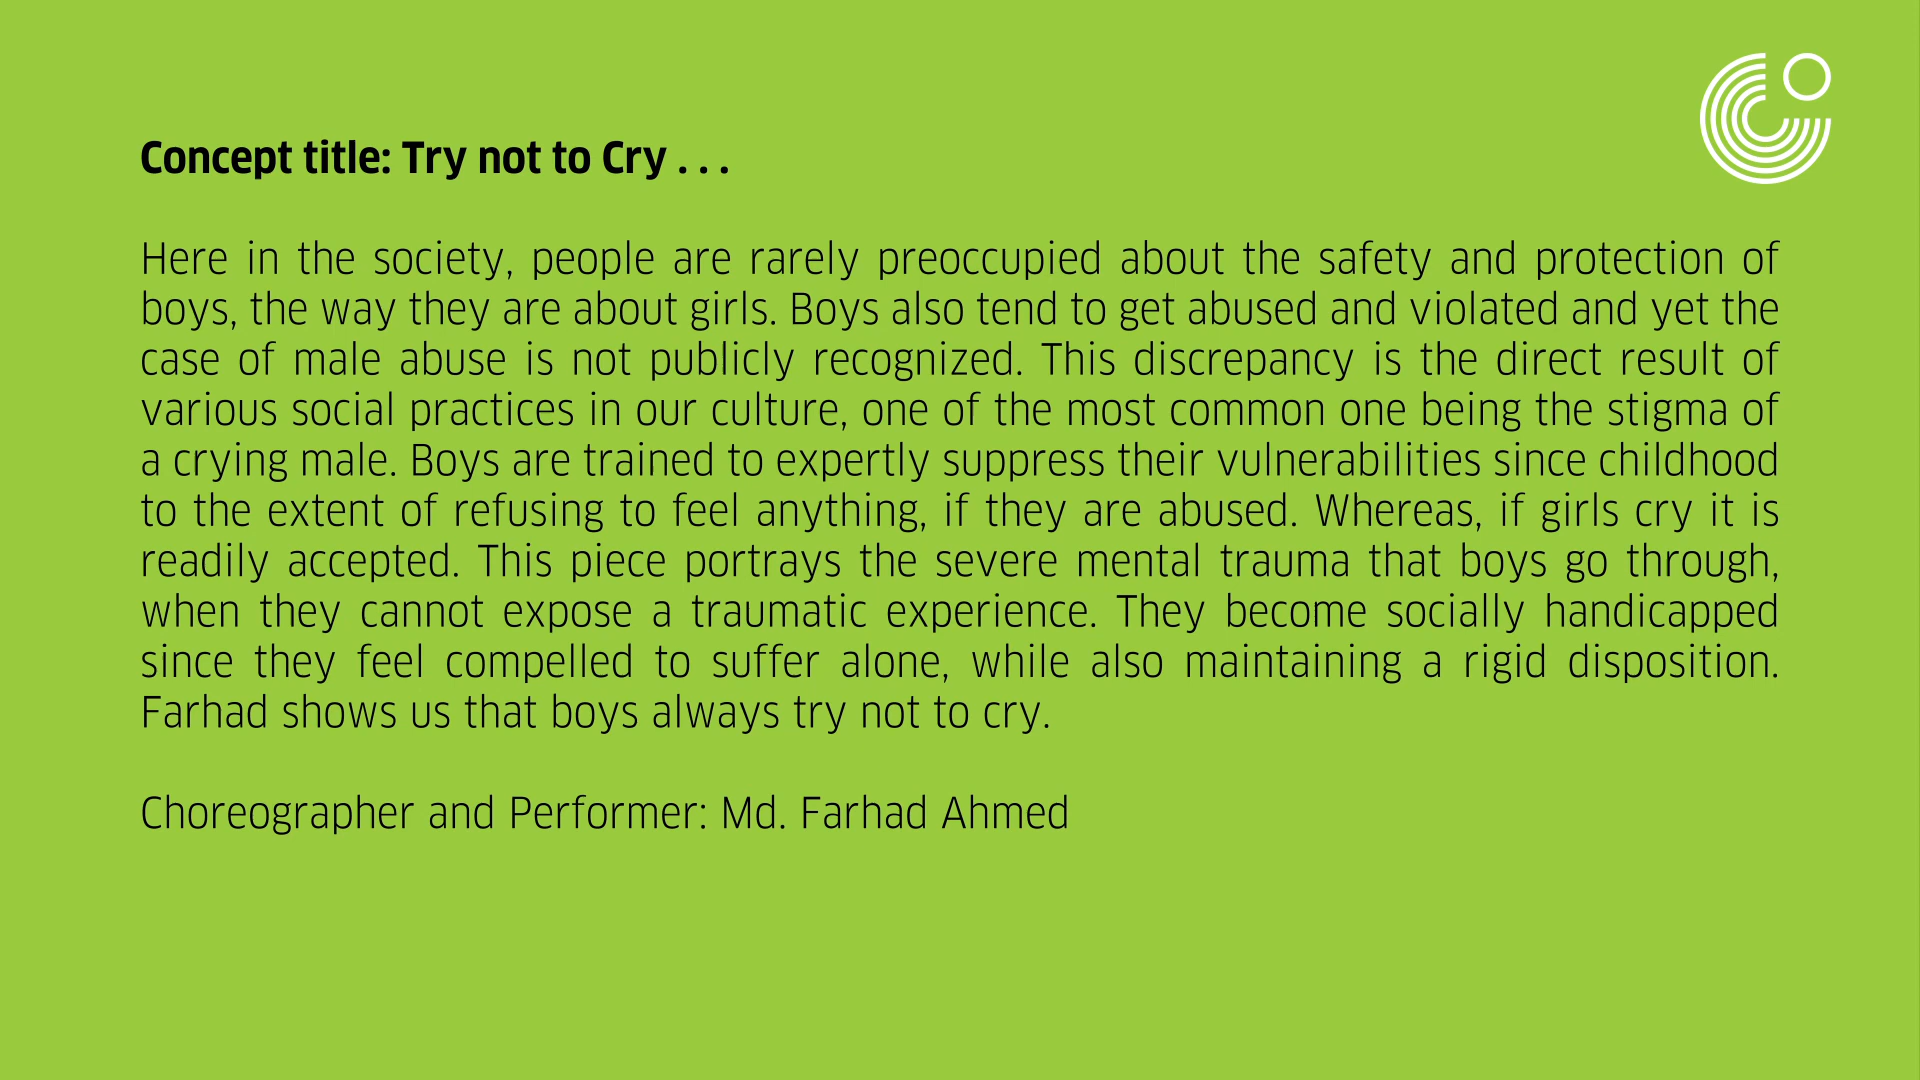 Concept title: Try not to Cry . . .
Here in the society, people are rarely preoccupied about the safety and protection of
boys, the way they are about girls. Boys also tend to get abused and violated and yet the
case of male abuse is not publicly recognized. This discrepancy is the direct result of
various social practices in our culture, one of the most common one being the stigma of
a crying male. Boys are trained to expertly suppress their vulnerabilities since childhood
to the extent of refusing to feel anything, if they are abused. Whereas, if girls cry it is
readily accepted. This piece portrays the severe mental trauma that boys go through,
when they cannot expose a traumatic experience. They become socially handicapped
since they feel compelled to suffer alone, while also maintaining a rigid disposition.
Farhad shows us that boys always try not to cry.
Choreographer and Performer: Md. Farhad Ahmed